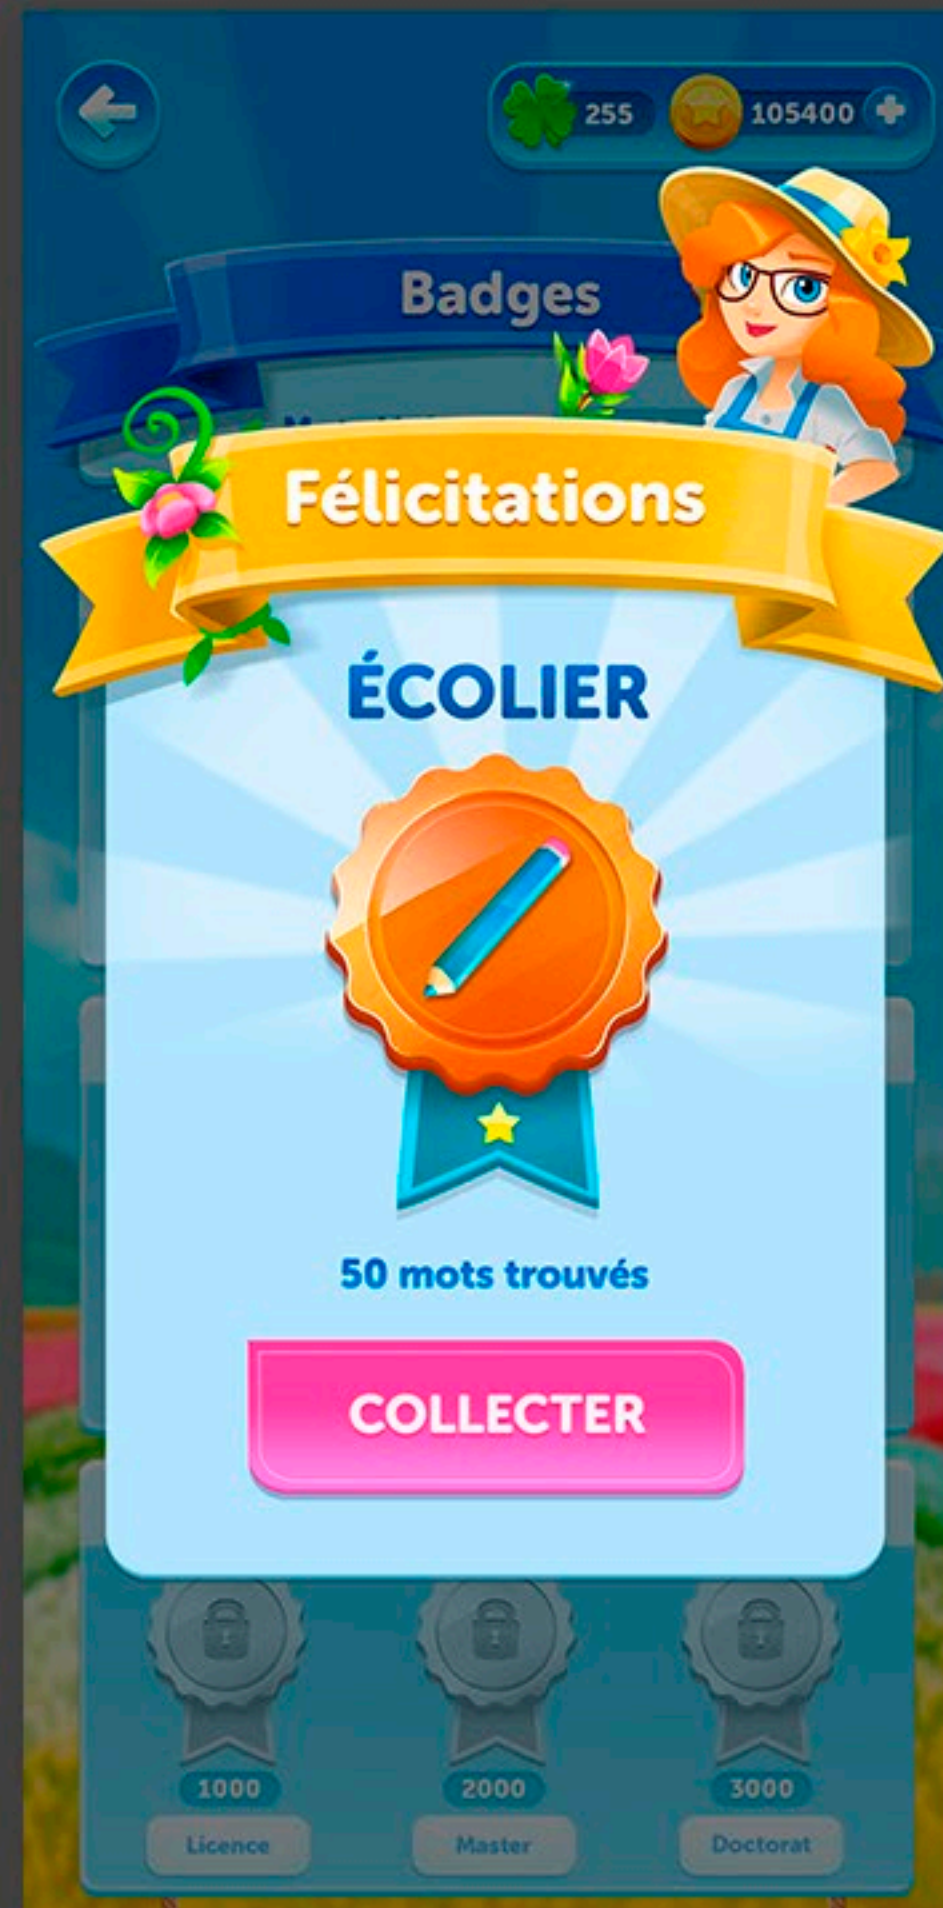 255
105400
Badges
Félicitations
ÉCOLIER
50 mots trouvés
COLLECTER
1000
2000
3000
Licence
Master
Doctorat